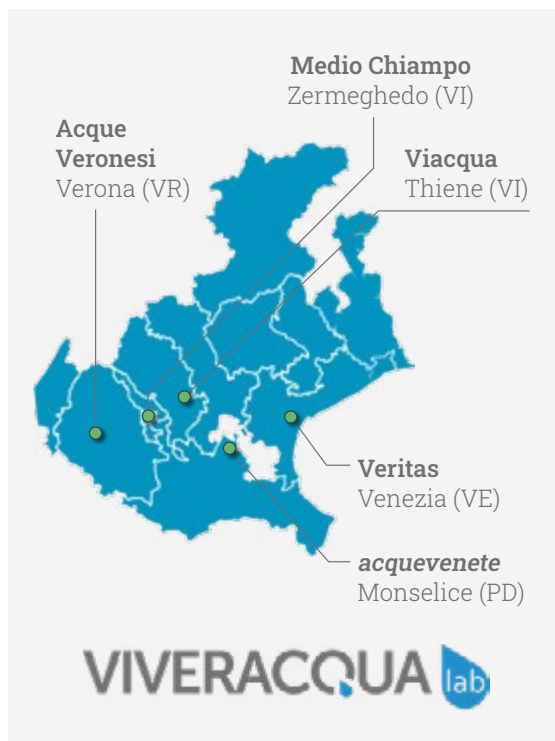 Medio Chiampo
Zermeghedo (VI)
Acque
Veronesi
Verona (VR)
Viacqua
Thiene (VI)
Veritas
Venezia (VE)
acquevenete
Monselice (PD)
VIVERACQUA lab